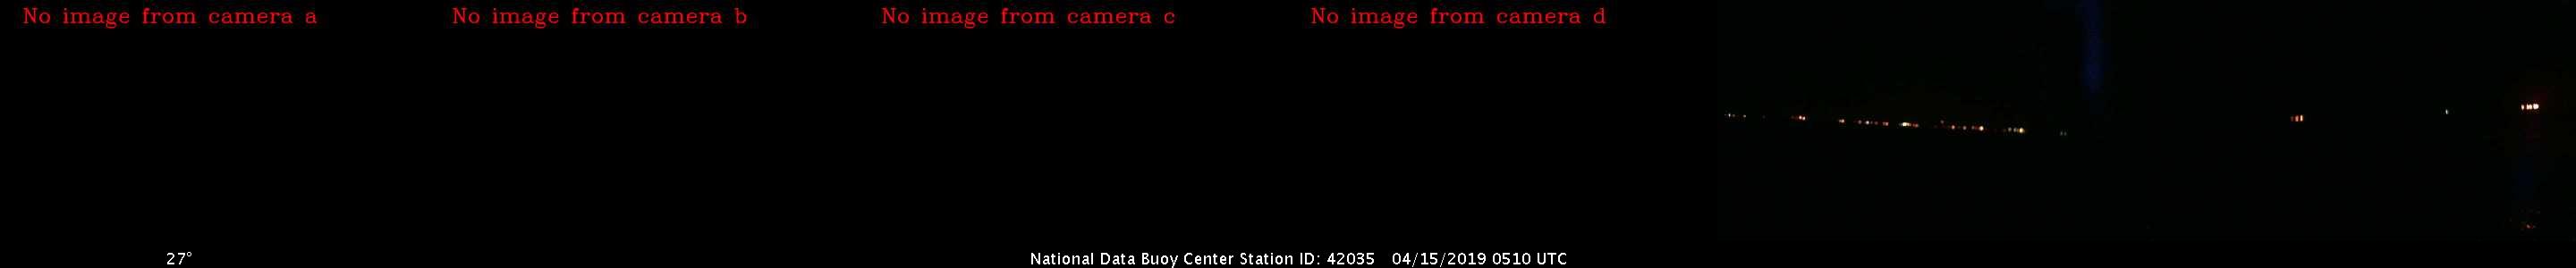 No image from camera a
No image from camera b
No image from camera c
No image from camera d
27°
National Data Buoy Center Station ID: 42035 04/15/2019 0510 UTC